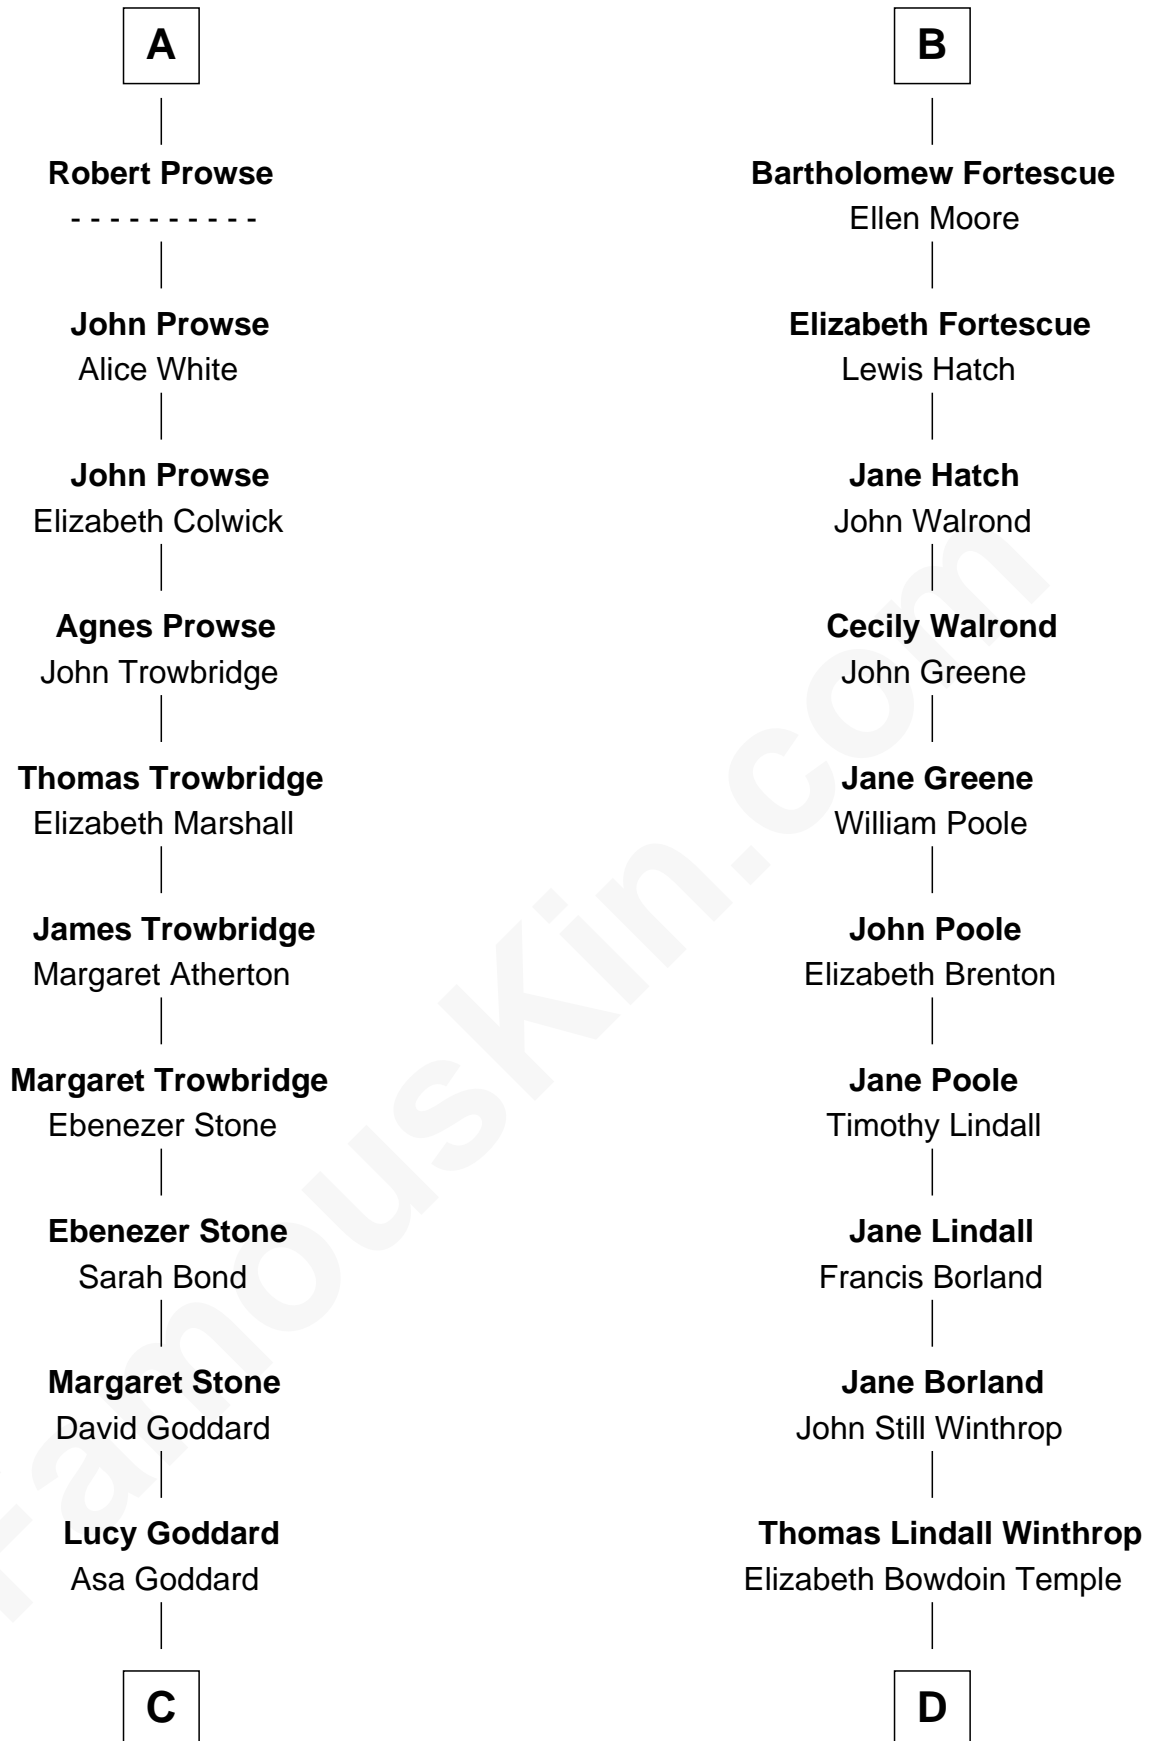 A
Robert Prowse
- - - - - - - - - -
John Prowse
Alice White
John Prowse
Elizabeth Colwick
Agnes Prowse
John Trowbridge
Thomas Trowbridge
Elizabeth Marshall
James Trowbridge
Margaret Atherton
Margaret Trowbridge
Ebenezer Stone
Ebenezer Stone
Sarah Bond
Margaret Stone
David Goddard
Lucy Goddard
Asa Goddard
C
B
Bartholomew Fortescue
Ellen Moore
Elizabeth Fortescue
Lewis Hatch
Jane Hatch
John Walrond
Cecily Walrond
John Greene
Jane Greene
William Poole
John Poole
Elizabeth Brenton
Jane Poole
Timothy Lindall
Jane Lindall
Francis Borland
Jane Borland
John Still Winthrop
Thomas Lindall Winthrop
Elizabeth Bowdoin Temple
D
FamousKin.com